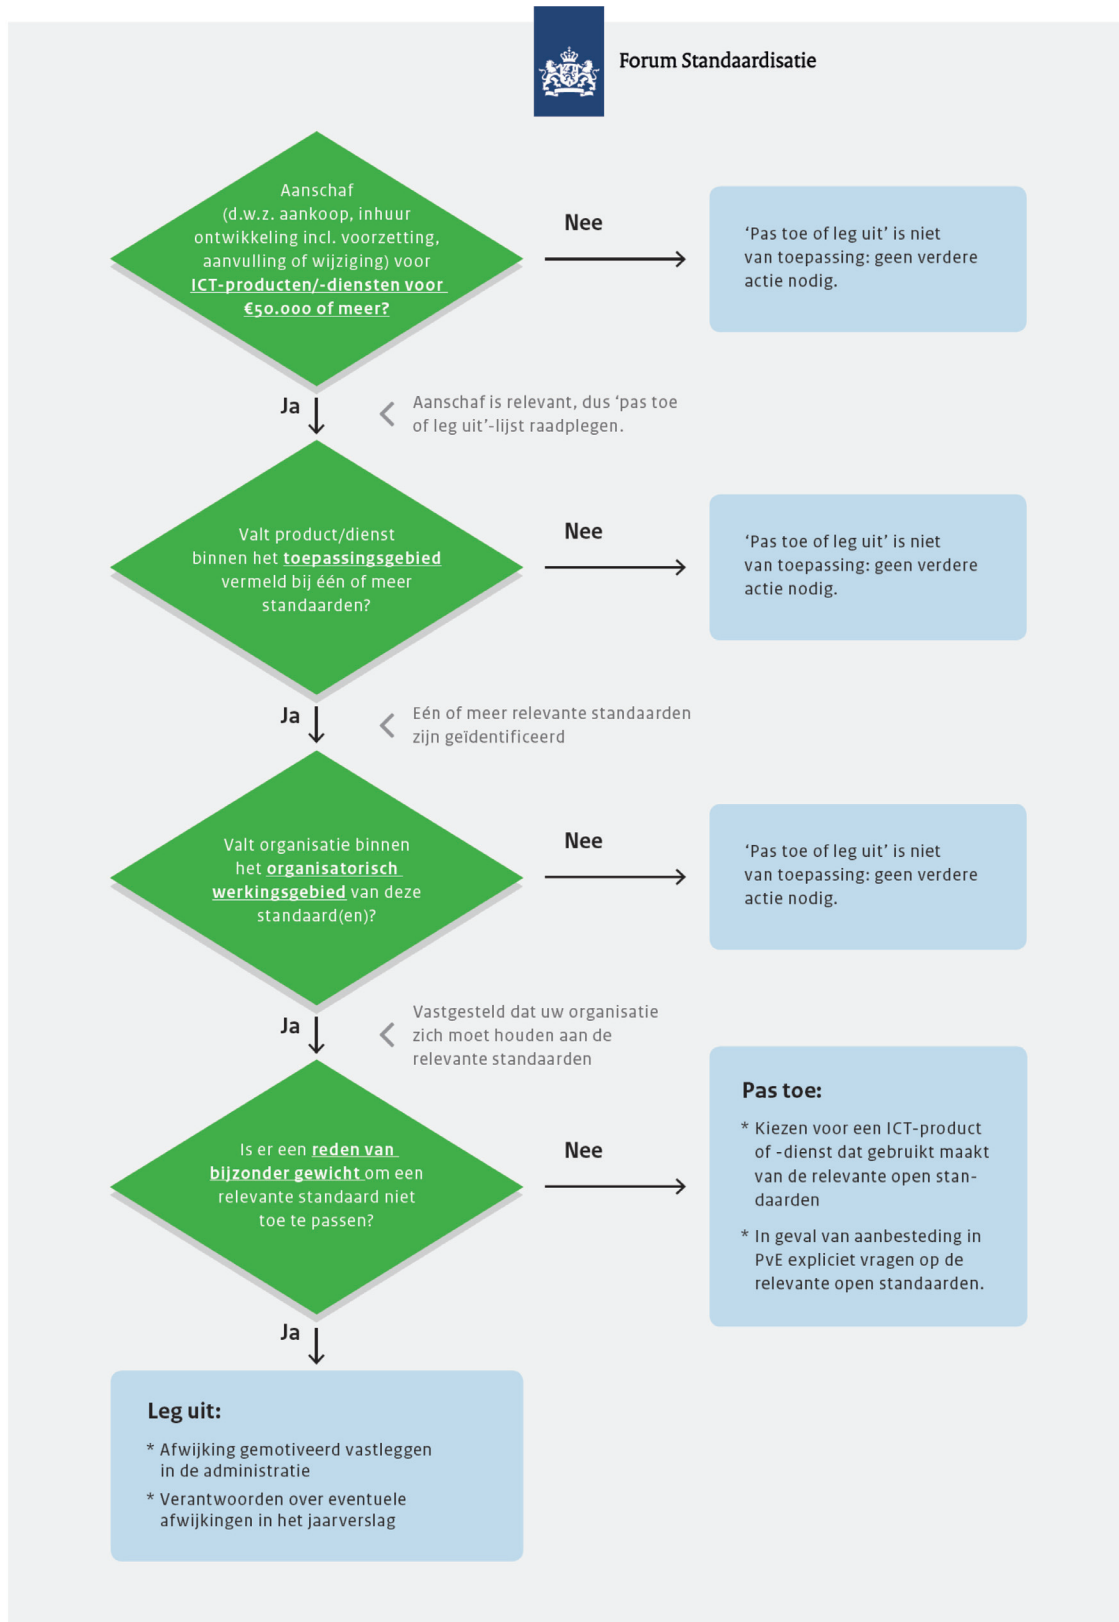 Forum Standaardisatie
Aanschaf
(d.w.z. aankoop, inhuur
ontwikkeling incl. voorzetting,
aanvulling of wijziging) voor
ICT-producten/-diensten voor
€50.000 of meer?
Nee
‘Pas toe of leg uit’ is niet
van toepassing: geen verdere
actie nodig.
Ja
Aanschaf is relevant, dus ‘pas toe
of leg uit’-lijst raadplegen.
Valt product/dienst
binnen het toepassingsgebied
vermeld bij één of meer
standaarden?
Nee
‘Pas toe of leg uit’ is niet
van toepassing: geen verdere
actie nodig.
Ja
Eén of meer relevante standaarden
zijn geïdentificeerd
Valt organisatie binnen
het organisatorisch
werkingsgebied van deze
standaard(en)?
Nee
‘Pas toe of leg uit’ is niet
van toepassing: geen verdere
actie nodig.
Ja
Vastgesteld dat uw organisatie
zich moet houden aan de
relevante standaarden
Is er een reden van
bijzonder gewicht om een
relevante standaard niet
toe te passen?
Nee
Pas toe:
* Kiezen voor een ICT-product
of -dienst dat gebruikt maakt
van de relevante open stan-
daarden
* In geval van aanbesteding in
PvE expliciet vragen op de
relevante open standaarden.
Ja
Leg uit:
* Afwijking gemotiveerd vastleggen
in de administratie
* Verantwoorden over eventuele
afwijkingen in het jaarverslag